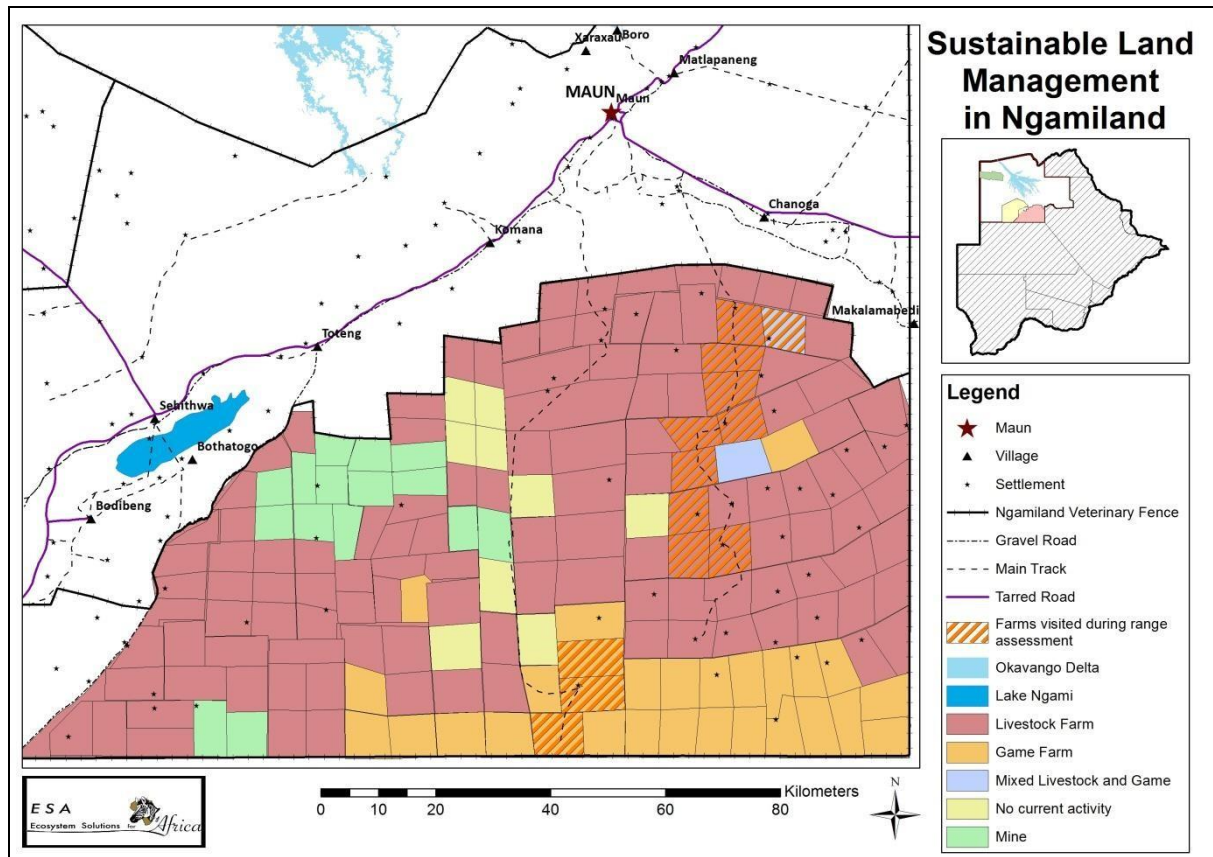 Sustainable Land
Management
in Ngamiland
Xaraxau
Boro
Matlapaneng
MAUN
Maun
Chanoga
Komana
Makalamabedi
Toteng
Sehithwa
Bothatogo
Bodibeng
Legend
Maun
Village
Settlement
Ngamiland Veterinary Fence
Gravel Road
Main Track
Tarred Road
Farms visited during range
assessment
Okavango Delta
Lake Ngami
Livestock Farm
Game Farm
Mixed Livestock and Game
No current activity
Mine
ESA
Ecosystem Solutions for Africa
Kilometers
0 10 20 40 60 80
N